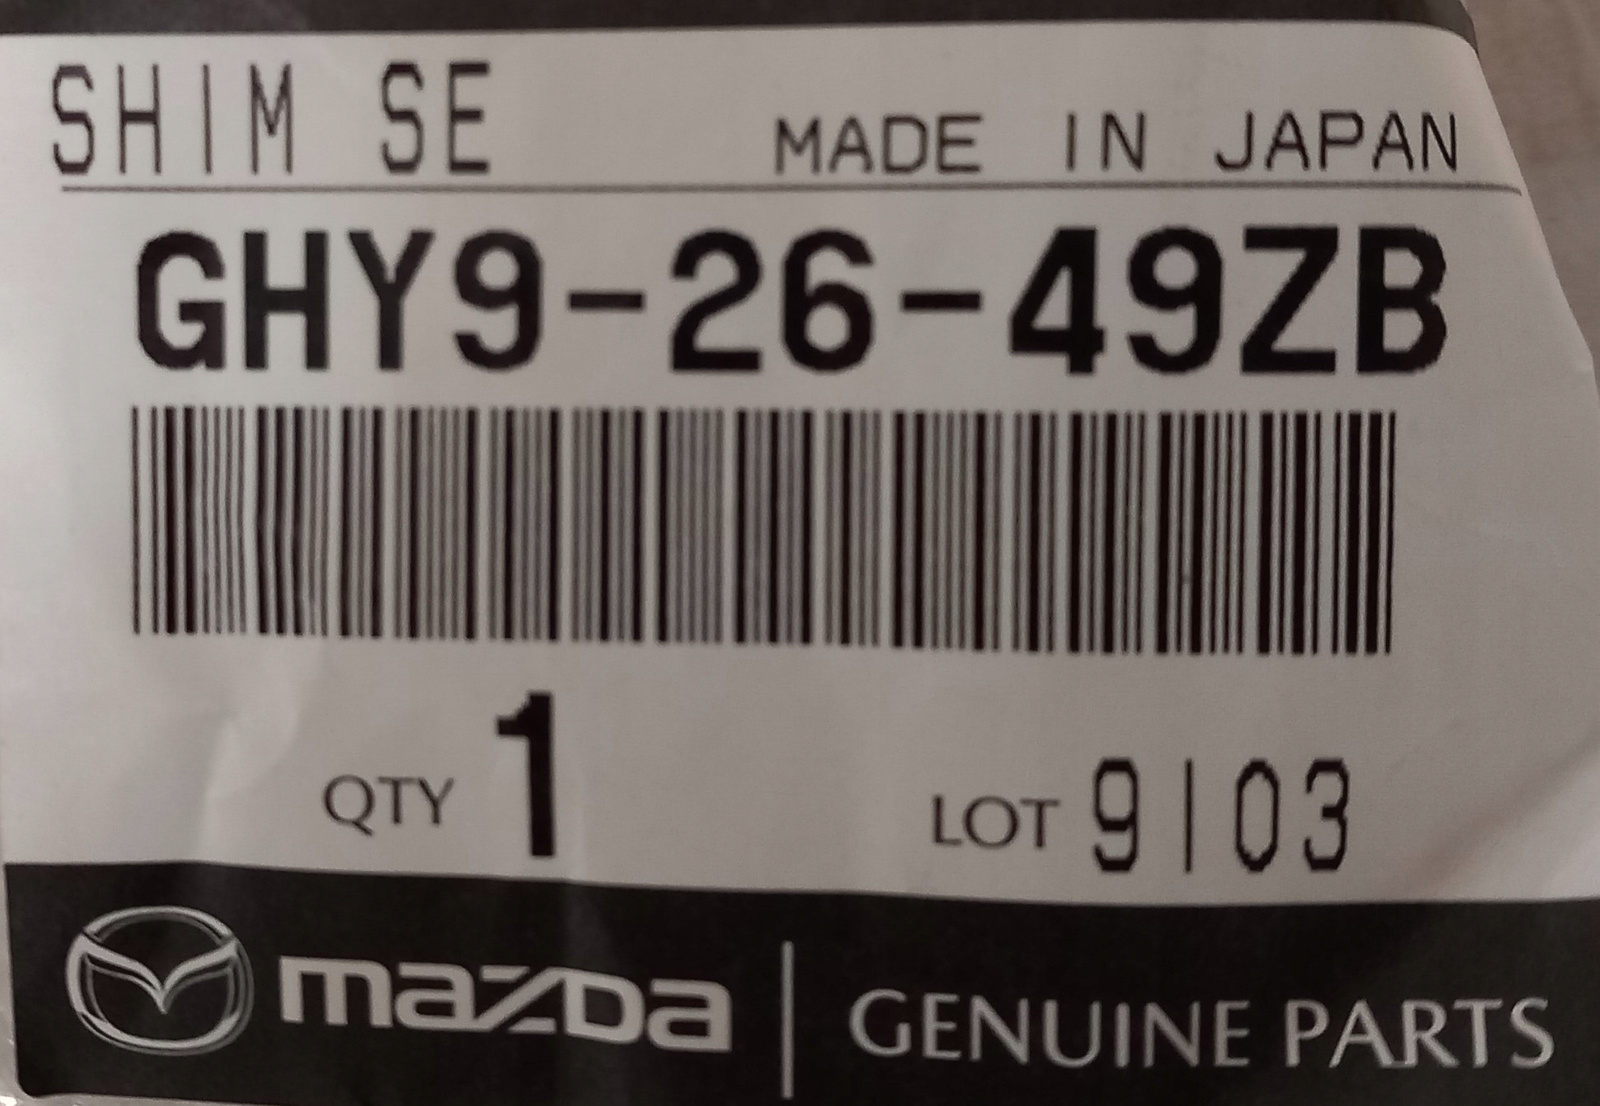 SHIM SE MADE IN JAPAN
GHY9-26-49ZB
QTY 1 LOT 9103
mazda GENUINE PARTS